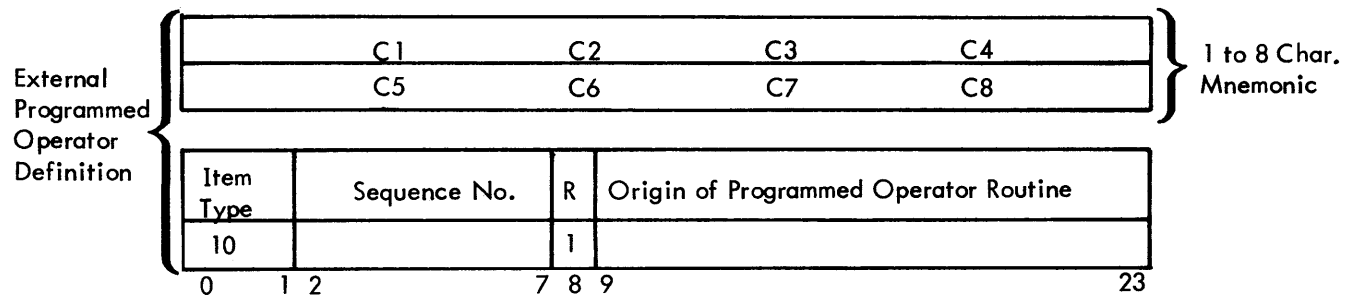 External
Programmed
Operator
Definition
C1 C2 C3 C4
C5 C6 C7 C8
1 to 8 Char.
Mnemonic
Item
Type
Sequence No.
R
Origin of Programmed Operator Routine
10
1
0 1 2 7 8 9 23